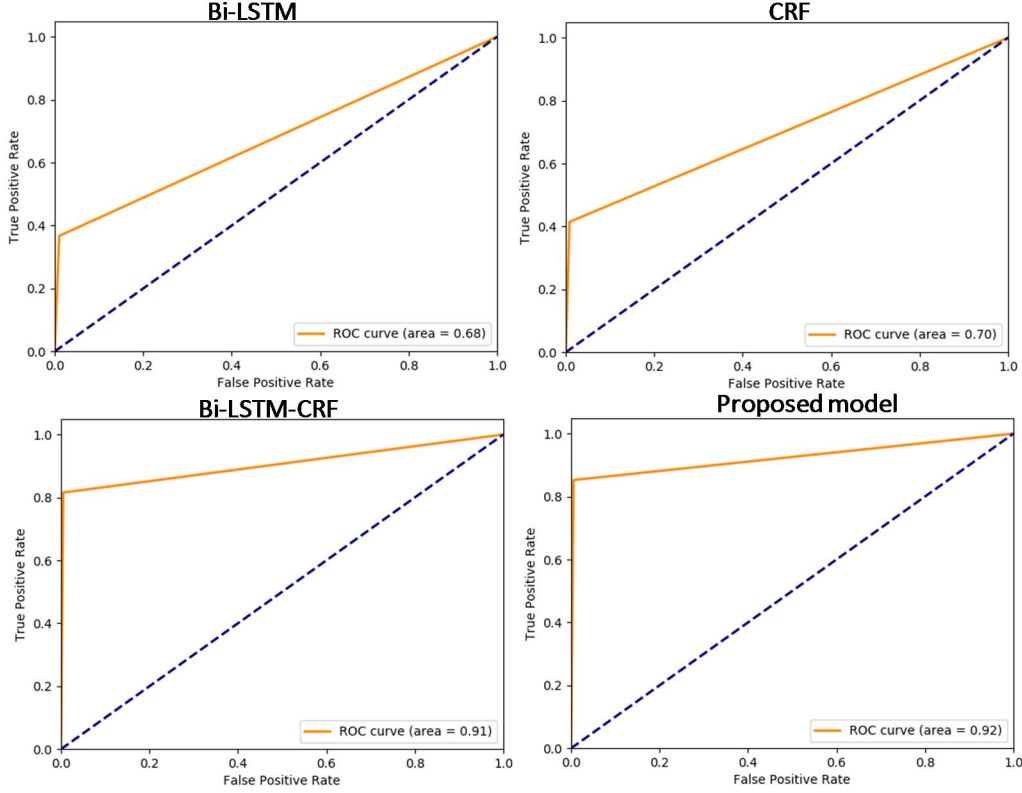 Bi-LSTM
1.0
0.8
0.6
0.4
0.2
0.0
True Positive Rate
ROC curve (area = 0.68)
0.0 0.2 0.4 0.6 0.8 1.0
False Positive Rate
CRF
1.0
0.8
0.6
0.4
0.2
0.0
True Positive Rate
ROC curve (area = 0.70)
0.0 0.2 0.4 0.6 0.8 1.0
False Positive Rate
Bi-LSTM-CRF
1.0
0.8
0.6
0.4
0.2
0.0
True Positive Rate
ROC curve (area = 0.91)
0.0 0.2 0.4 0.6 0.8 1.0
False Positive Rate
Proposed model
1.0
0.8
0.6
0.4
0.2
0.0
True Positive Rate
ROC curve (area = 0.92)
0.0 0.2 0.4 0.6 0.8 1.0
False Positive Rate